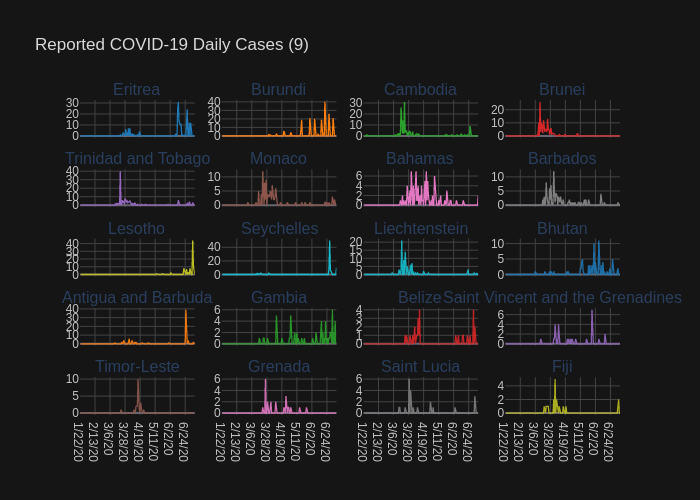 Reported COVID-19 Daily Cases (9)
Eritrea Burundi Cambodia Brunei
30 20 10 0
40 30 20 10 0
30 20 10 0
20 10 0
Trinidad and Tobago Monaco Bahamas Barbados
40 30 20 10 0
10 5 0
6 4 2 0
10 5 0
Lesotho Seychelles Liechtenstein Bhutan
40 30 20 10 0
40 20 0
20 15 10 5 0
10 5 0
Antigua and Barbuda Gambia Belize Saint Vincent and the Grenadines
40 30 20 10 0
6 4 2 0
4 3 2 1 0
6 4 2 0
Timor-Leste Grenada Saint Lucia Fiji
10 5 0
6 4 2 0
6 4 2 0
4 2 0
1/22/20 2/13/20 3/6/20 3/28/20 4/19/20 5/11/20 6/2/20 6/24/20
1/22/20 2/13/20 3/6/20 3/28/20 4/19/20 5/11/20 6/2/20 6/24/20
1/22/20 2/13/20 3/6/20 3/28/20 4/19/20 5/11/20 6/2/20 6/24/20
1/22/20 2/13/20 3/6/20 3/28/20 4/19/20 5/11/20 6/2/20 6/24/20